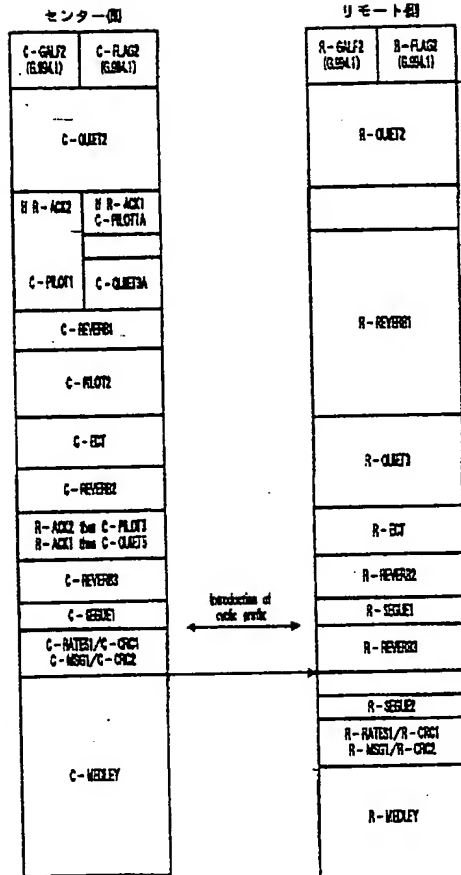 センター側
リモート側
C-GALF2
(G.994.1)
C-FLAG2
(G.994.1)
R-GALF2
(G.994.1)
R-FLAG2
(G.994.1)
C-QUIET2
R-QUIET2
If R-ACK2
If R-ACK1
C-PILOT1A
C-PILOT1
C-QUIET3A
C-REVERB1
R-REVERB1
C-PILOT2
C-ECT
R-QUIET3
C-REVERB2
R-ACK2 then C-PILOT3
R-ACK1 then C-QUIET5
R-ECT
C-REVERB3
R-REVERB2
C-SEGUE1
Introduction of
cyclic prefix
R-SEGUE1
C-RATES1/C-CRC1
C-MSG1/C-CRC2
R-REVERB3
R-SEGUE2
R-RATES1/R-CRC1
R-MSG1/R-CRC2
C-MEDLEY
R-MEDLEY